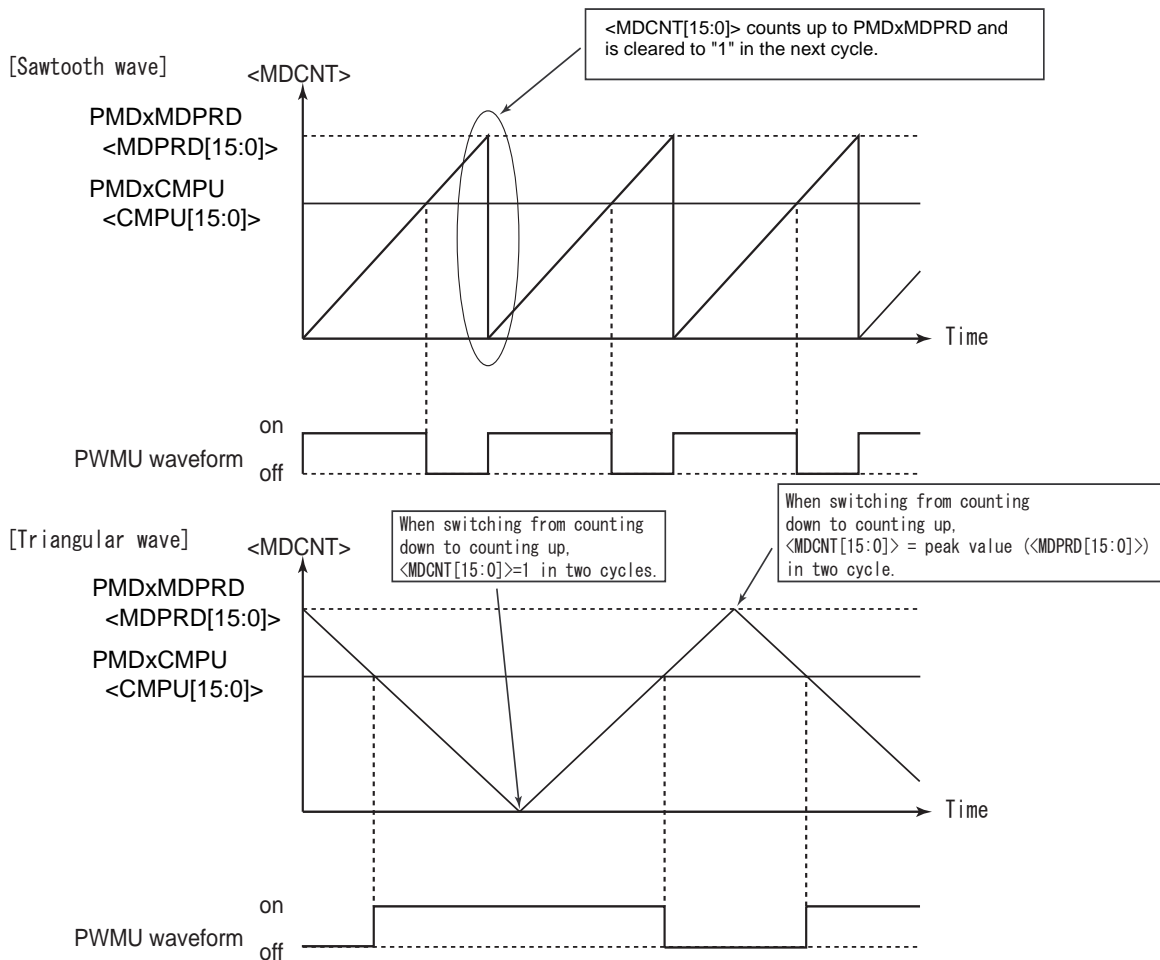 <MDCNT[15:0]> counts up to PMDxMDPRD and
is cleared to "1" in the next cycle.
[Sawtooth wave]
<MDCNT>
PMDxMDPRD
<MDPRD[15:0]>
PMDxCMPU
<CMPU[15:0]>
Time
on
PWMU waveform
off
When switching from counting
down to counting up,
<MDCNT[15:0]> = peak value (<MDPRD[15:0]>)
in two cycle.
When switching from counting
down to counting up,
<MDCNT[15:0]>=1 in two cycles.
[Triangular wave]
<MDCNT>
PMDxMDPRD
<MDPRD[15:0]>
PMDxCMPU
<CMPU[15:0]>
Time
on
PWMU waveform
off